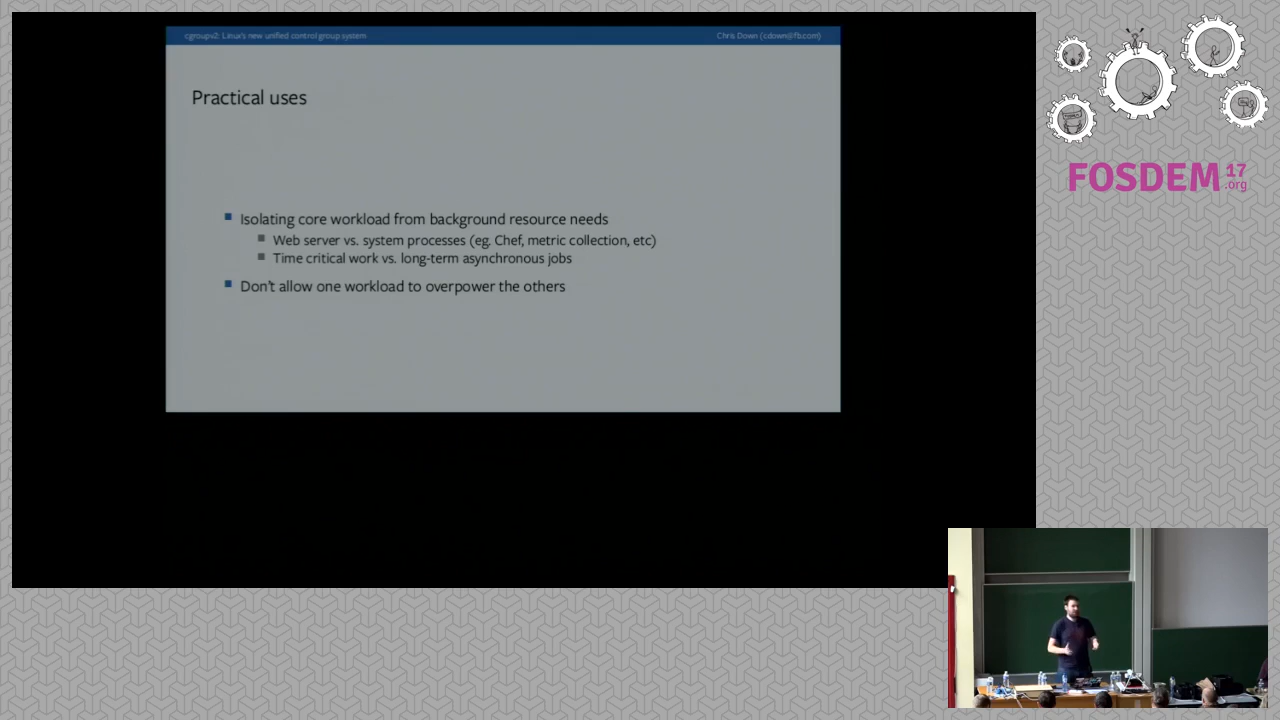 cgroupv2: Linux's new unified control group system
Chris Down (cdown@fb.com)
Practical uses
Isolating core workload from background resource needs
Web server vs. system processes (eg. Chef, metric collection, etc)
Time critical work vs. long-term asynchronous jobs
Don't allow one workload to overpower the others
FOSDEM 17
.org